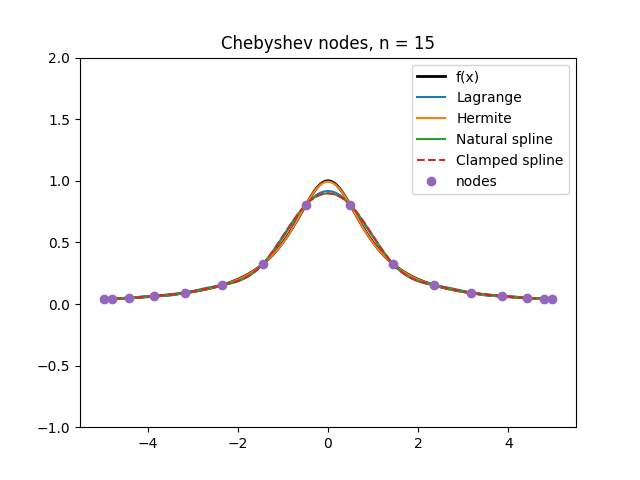 Chebyshev nodes, n = 15
2.0
1.5
1.0
0.5
0.0
−0.5
−1.0
−4
−2
0
2
4
f(x)
Lagrange
Hermite
Natural spline
Clamped spline
nodes